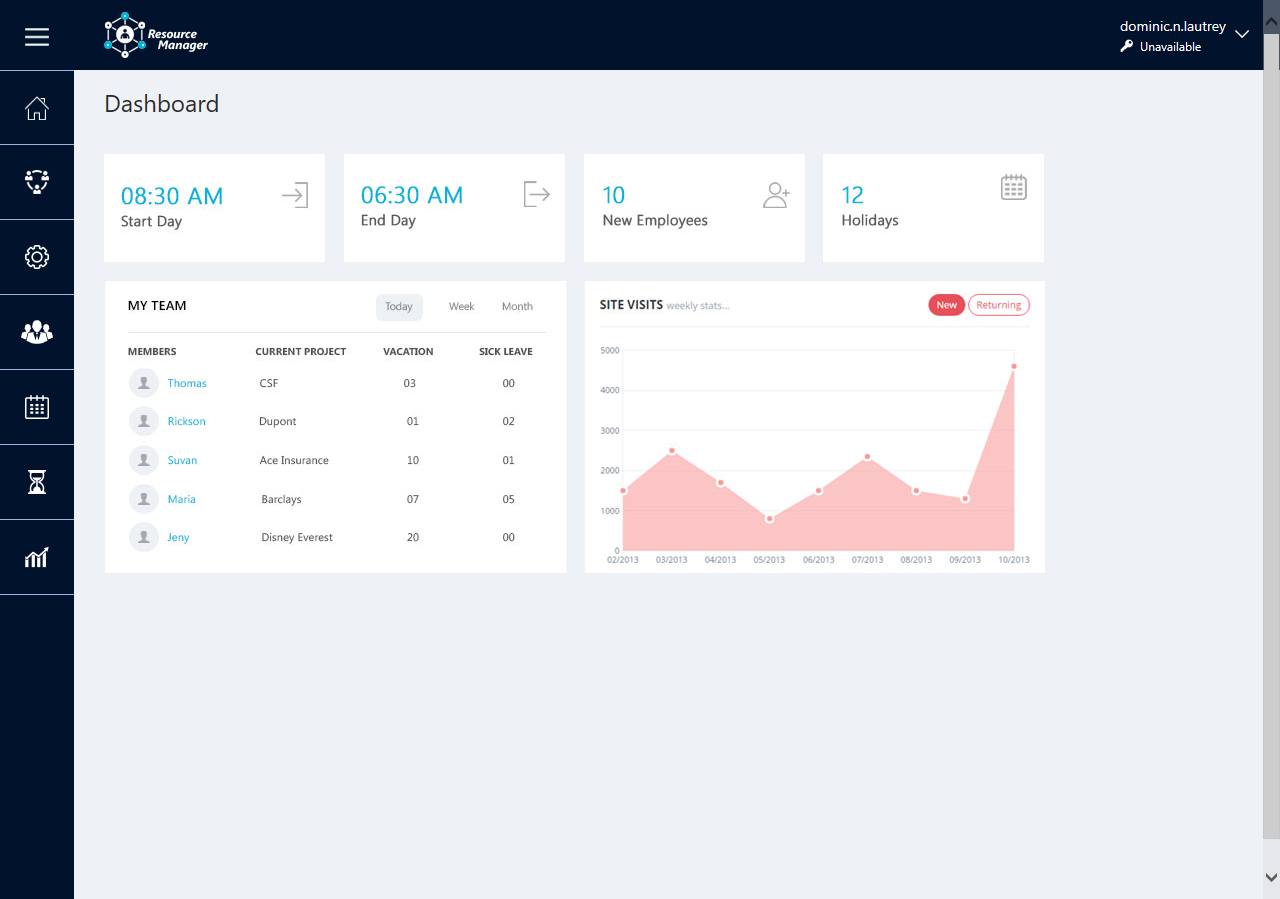 Resource
Manager
dominic.n.lautrey
Unavailable
Dashboard
08:30 AM
Start Day
06:30 AM
End Day
10
New Employees
12
Holidays
MY TEAM
Today Week Month
MEMBERS CURRENT PROJECT VACATION SICK LEAVE
Thomas CSF 03 00
Rickson Dupont 01 02
Suvan Ace Insurance 10 01
Maria Barclays 07 05
Jeny Disney Everest 20 00
SITE VISITS weekly stats...
New Returning
5000
4000
3000
2000
1000
0
02/2013 03/2013 04/2013 05/2013 06/2013 07/2013 08/2013 09/2013 10/2013